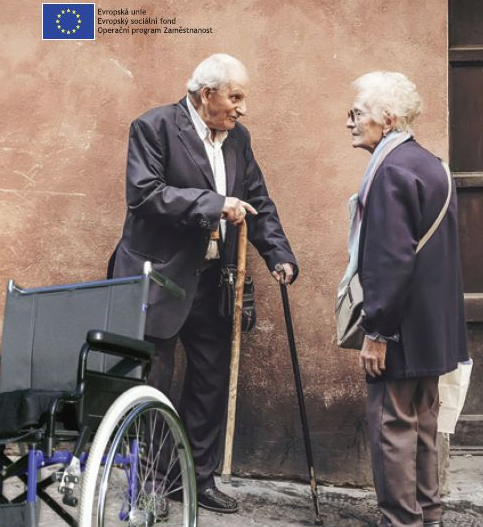 Evropská unie
Evropský sociální fond
Operační program Zaměstnanost